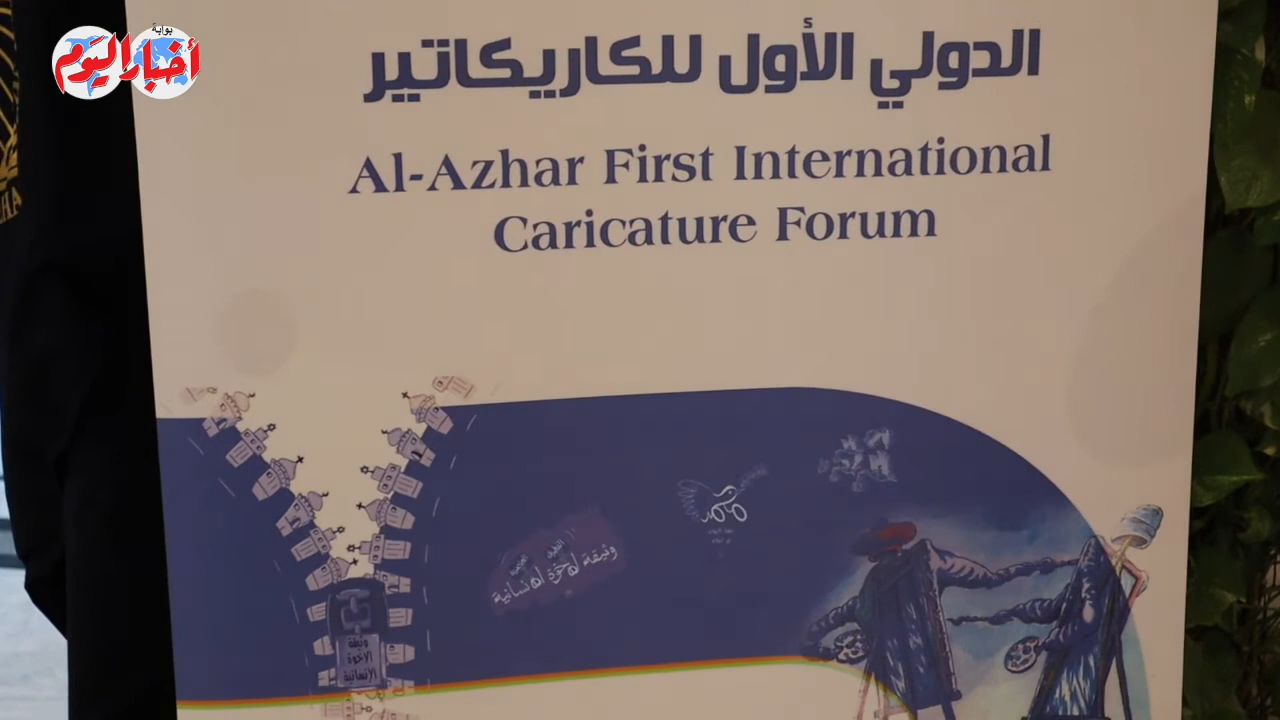 بوابة
أخبار اليوم
الدولي الأول للكاريكاتير
Al-Azhar First International
Caricature Forum
وثيقة الأخوة الإنسانية
وثيقة
الأخوة
الإنسانية